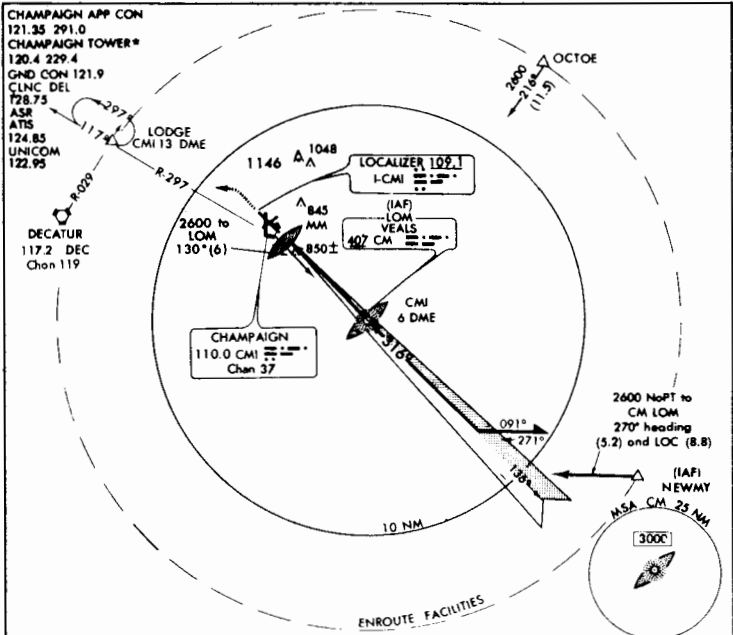 CHAMPAIGN APP CON
121.35 291.0
CHAMPAIGN TOWER*
120.4 229.4
GND CON 121.9
CLNC DEL
128.75
ASR
ATIS
124.85
UNICOM
122.95
OCTOE
2600
216°
(11.5)
297°
117°
LODGE
CMI 13 DME
R-297
R-029
DECATUR
117.2 DEC
Chan 119
1146
1048
LOCALIZER 109.1
I-CMI
845
MM
850±
2600 to
LOM
130° (6)
(IAF)
LOM
VEALS
407 CM
CMI
6 DME
CHAMPAIGN
110.0 CMI
Chan 37
316°
091°
271°
136°
2600 NoPT to
CM LOM
270° heading
(5.2) and LOC (8.8)
(IAF)
NEWMY
10 NM
MSA CM 25 NM
3000
ENROUTE FACILITIES